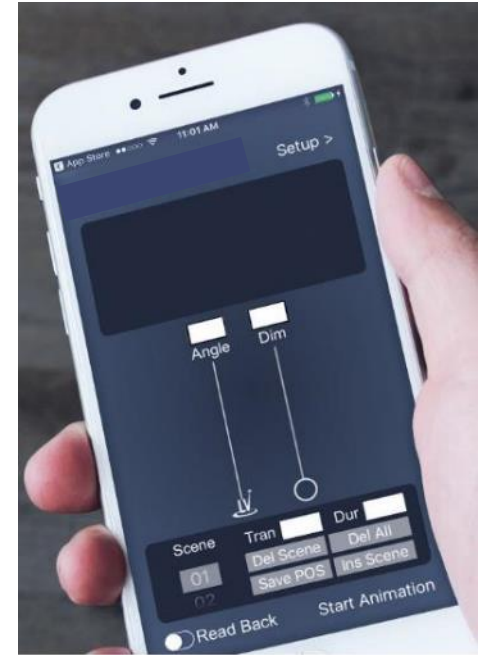 App Store 11:01 AM
Setup >
Angle Dim
Scene Tran Dur
01 Del Scene Del All
02 Save POS Ins Scene
Read Back Start Animation